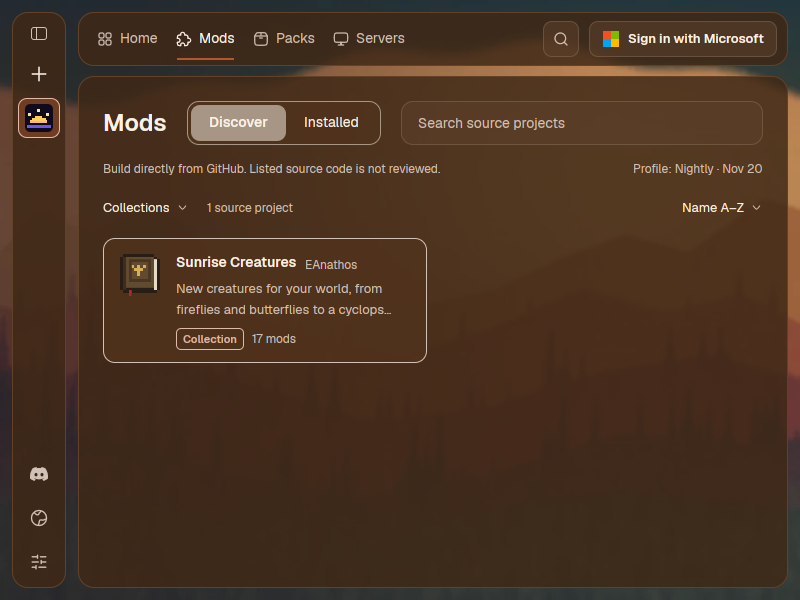 Home Mods Packs Servers Sign in with Microsoft
Mods Discover Installed Search source projects
Build directly from GitHub. Listed source code is not reviewed. Profile: Nightly · Nov 20
Collections 1 source project Name A–Z
Sunrise Creatures EAnathos
New creatures for your world, from
fireflies and butterflies to a cyclops…
Collection 17 mods